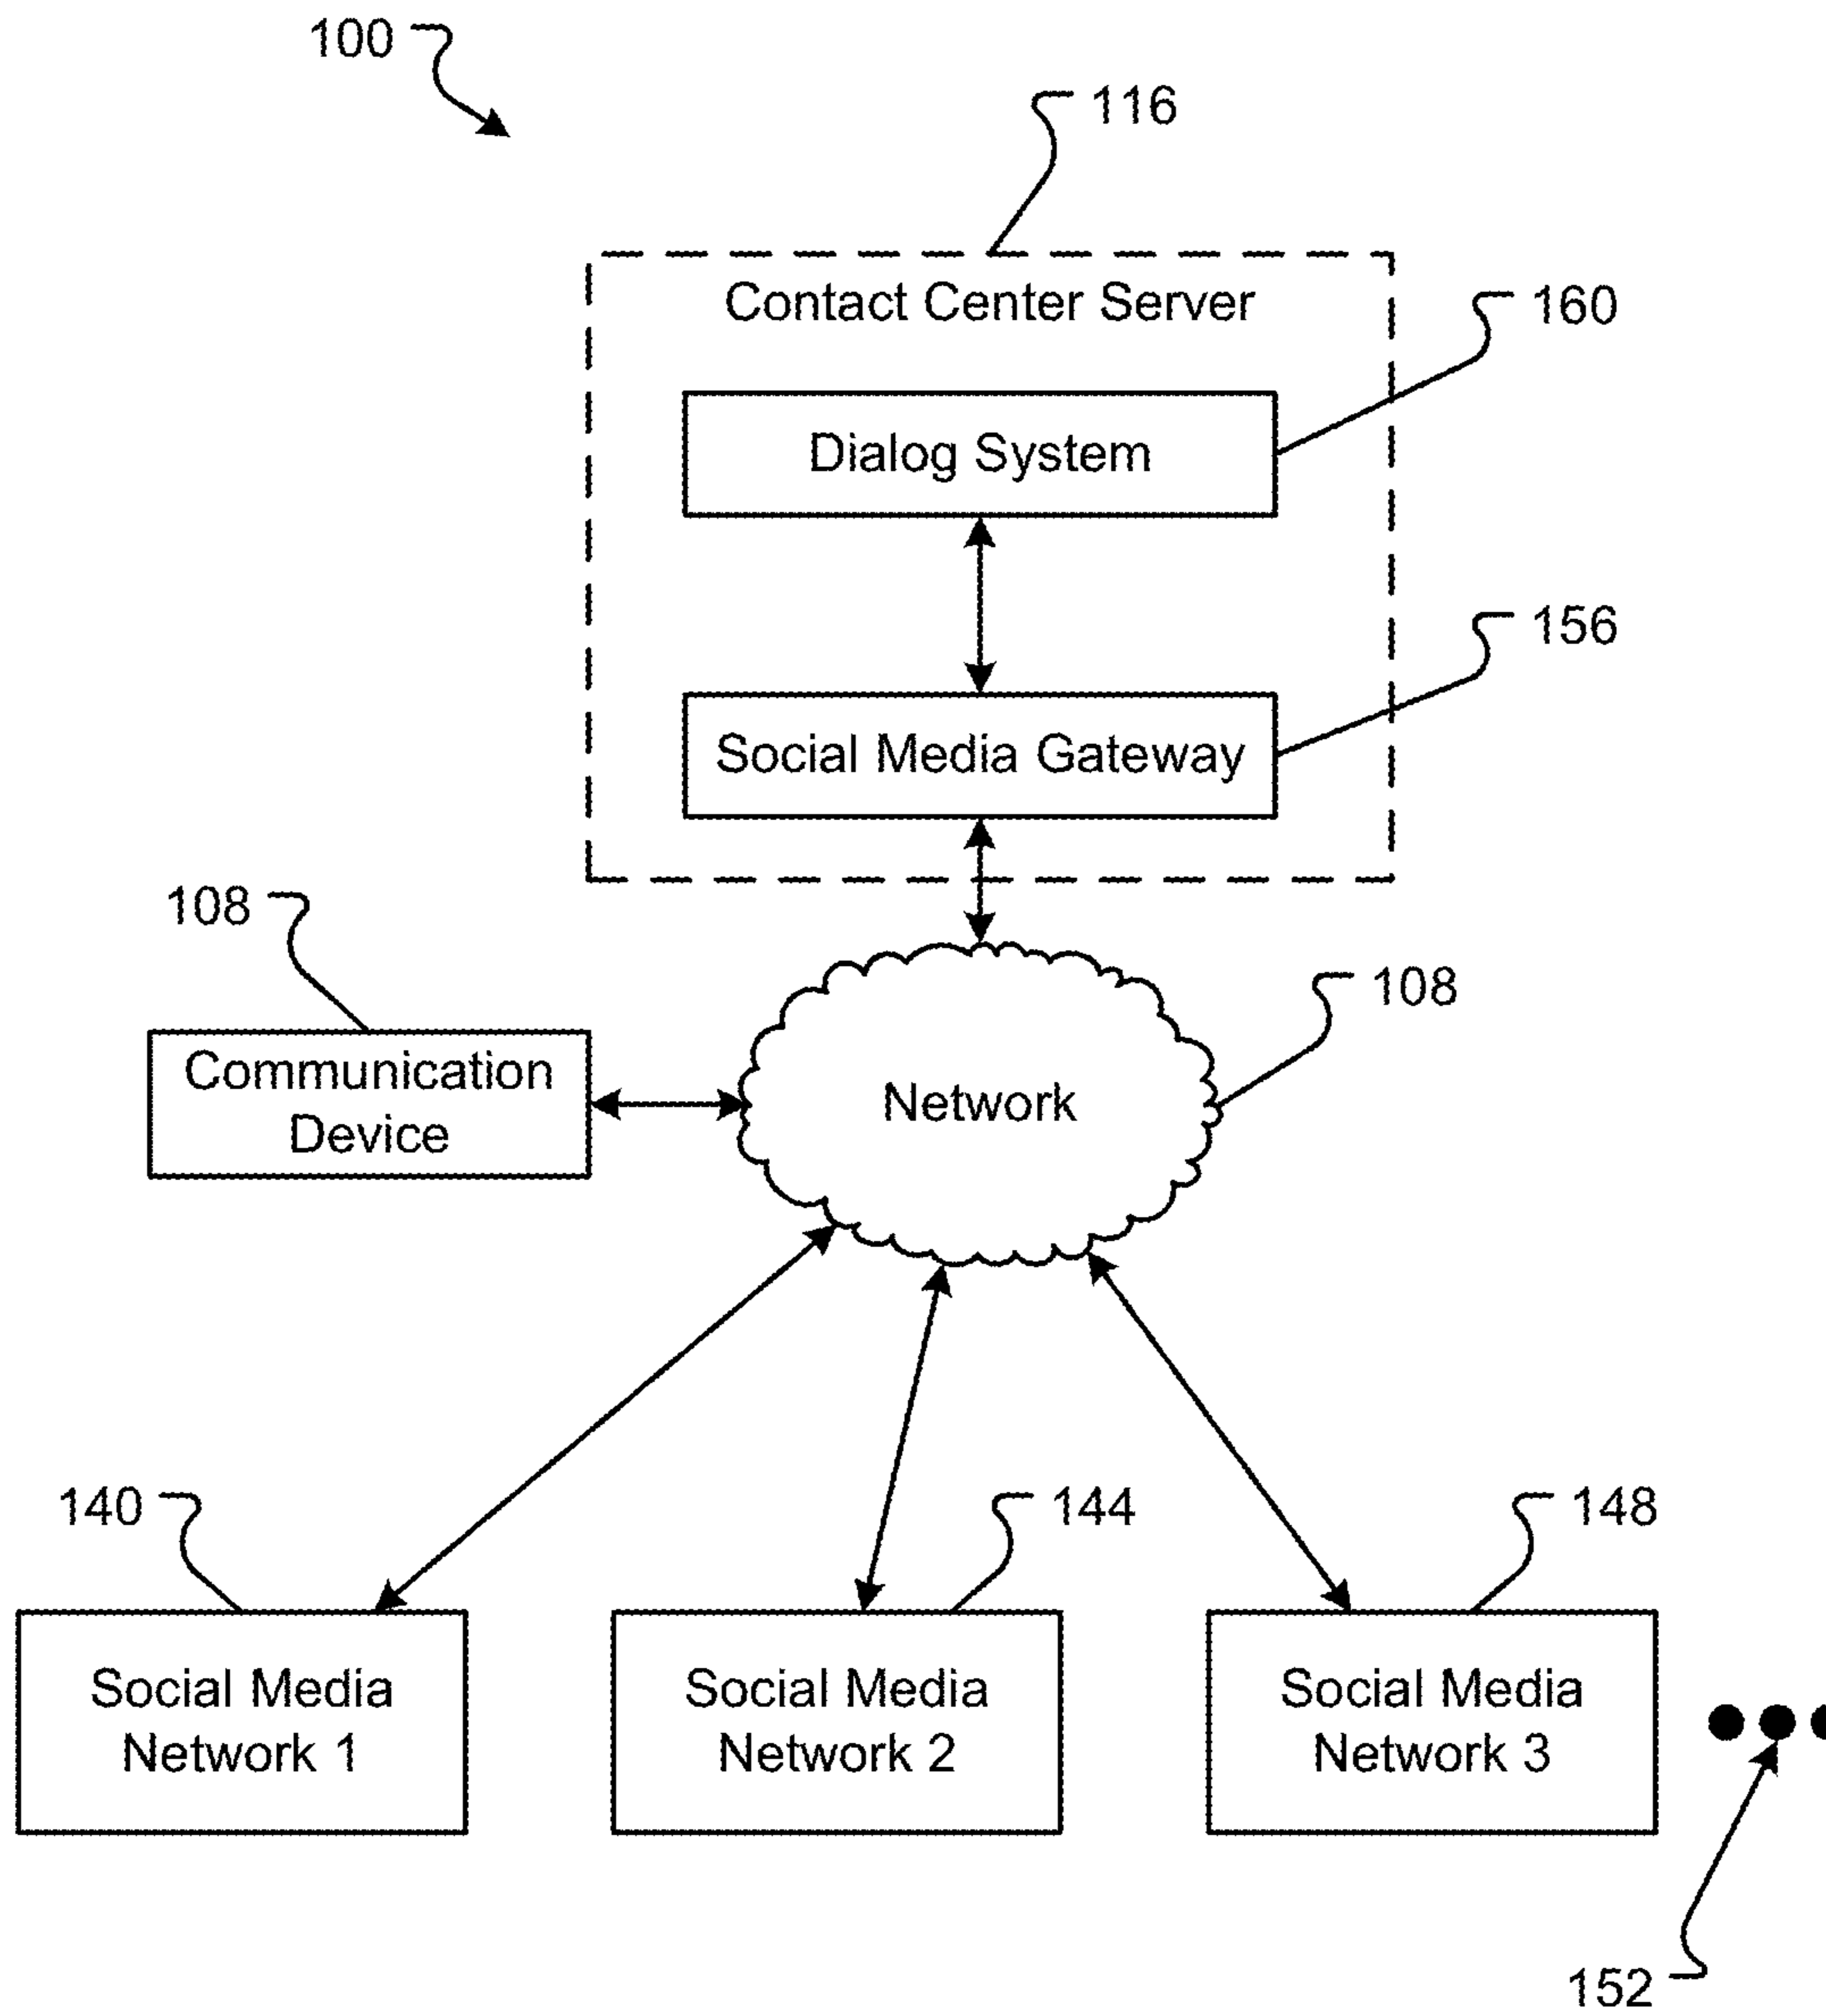 100
116
Contact Center Server
160
Dialog System
156
Social Media Gateway
108
108
Communication
Device
Network
140
144
148
Social Media
Network 1
Social Media
Network 2
Social Media
Network 3
152